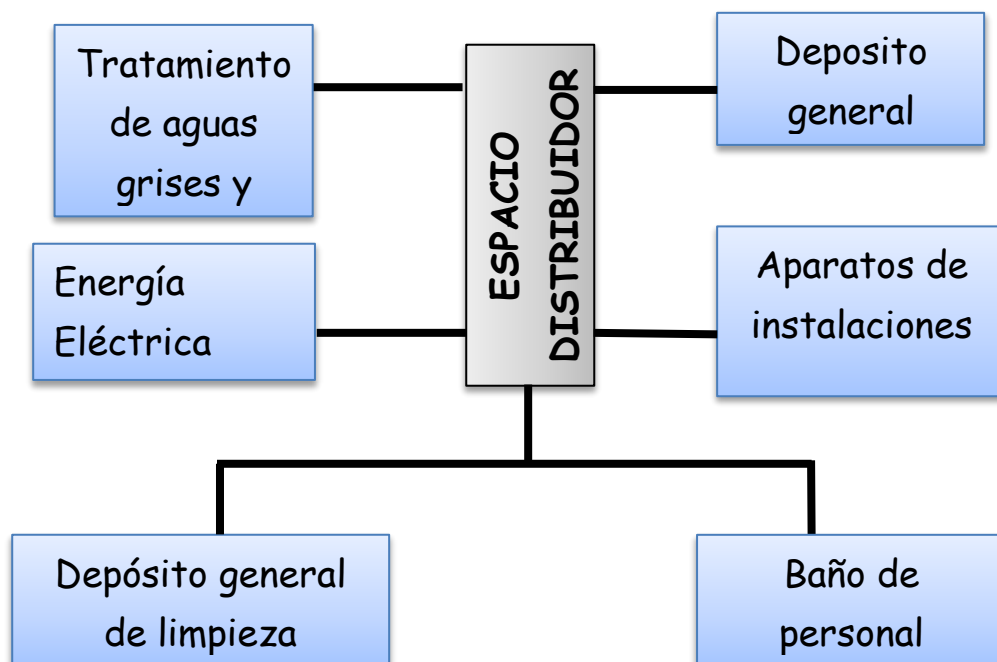 Tratamiento
de aguas
grises y
ESPACIO
DISTRIBUIDOR
Deposito
general
Energía
Eléctrica
Aparatos de
instalaciones
Depósito general
de limpieza
Baño de
personal